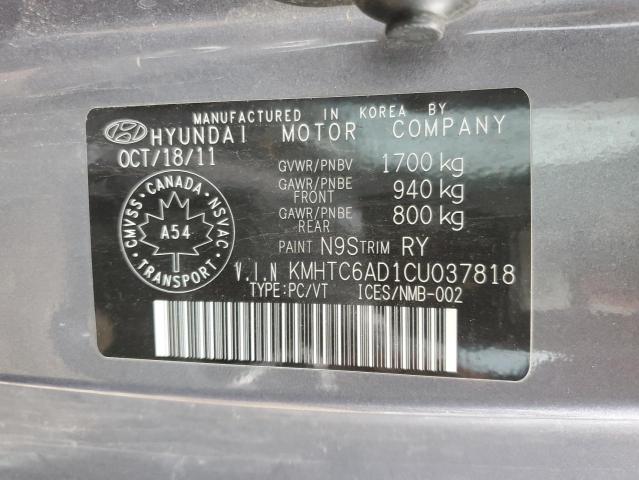 MANUFACTURED IN KOREA BY
HYUNDAI MOTOR COMPANY
OCT/18/11
GVWR/PNBV 1700 kg
GAWR/PNBE FRONT 940 kg
GAWR/PNBE REAR 800 kg
CANADA
CMVSS NSVAC
A54
TRANSPORT
PAINT N9S TRIM RY
V.I.N KMHTC6AD1CU037818
TYPE:PC/VT ICES/NMB-002